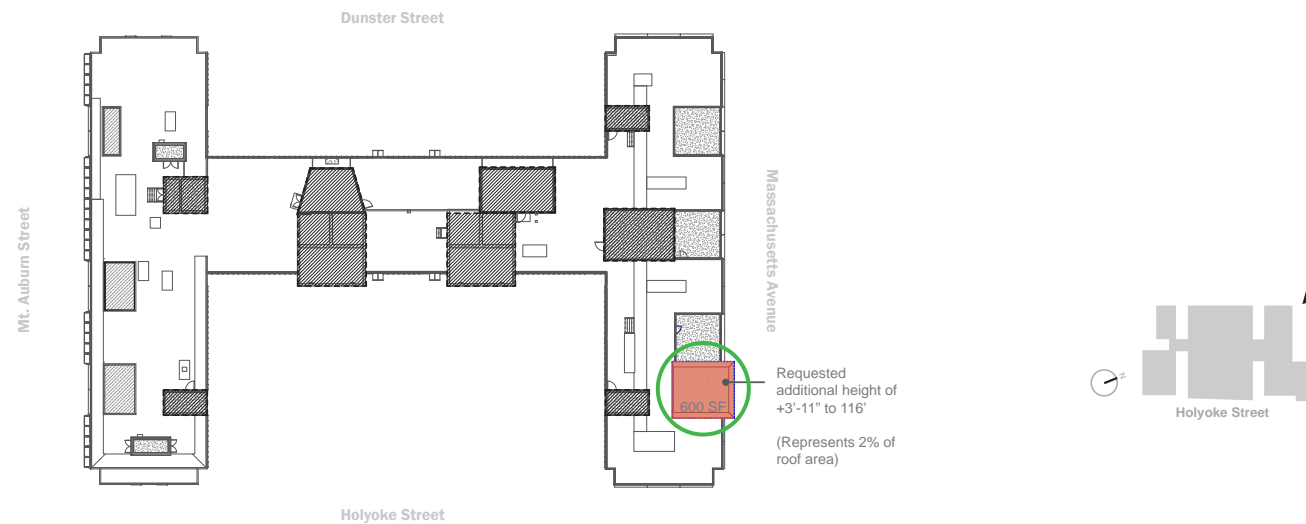 Dunster Street
Mt. Auburn Street
Massachusetts Avenue
Requested
additional height of
+3’-11” to 116’
(Represents 2% of
roof area)
600 SF
N
Holyoke Street
Holyoke Street